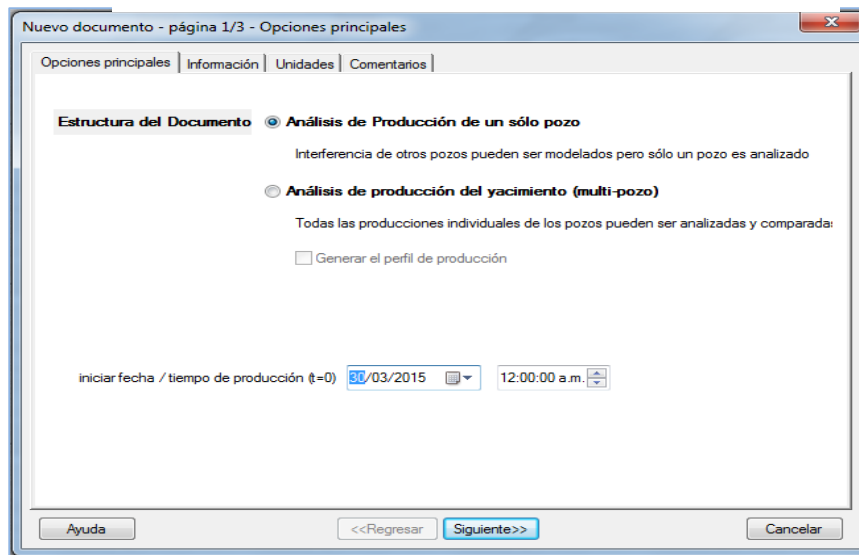 Nuevo documento - página 1/3 - Opciones principales
Opciones principales Información Unidades Comentarios
Estructura del Documento Análisis de Producción de un sólo pozo
Interferencia de otros pozos pueden ser modelados pero sólo un pozo es analizado
Análisis de producción del yacimiento (multi-pozo)
Todas las producciones individuales de los pozos pueden ser analizadas y comparadas
Generar el perfil de producción
iniciar fecha / tiempo de producción (t=0) 30/03/2015 12:00:00 a.m.
Ayuda <<Regresar Siguiente>> Cancelar